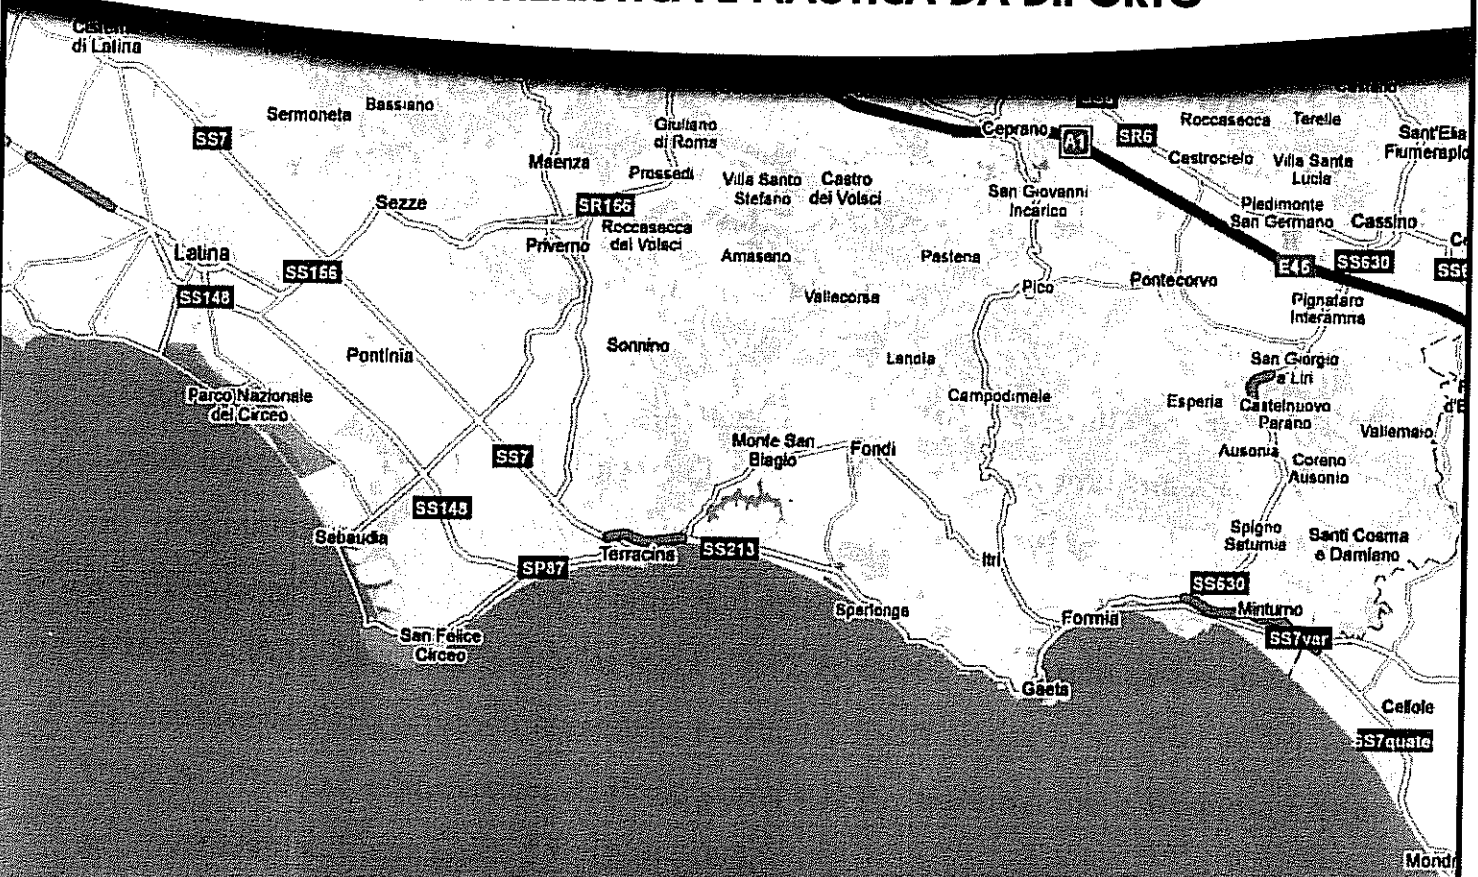 E NAUTICA DA DIPORTO
di Latina
SS7
Sermoneta
Bassiano
Maenza
Giuliano
di Roma
Prossedi
Villa Santo
Stefano
Castro
dei Volsci
Ceprano
A1
SR6
Roccasecca
Terelle
Castrocielo
Villa Santa
Lucia
Sant'Elia
Fiumerapido
San Giovanni
Incarico
Piedimonte
San Germano
Cassino
Sezze
SR156
Roccasecca
dei Volsci
Priverno
Latina
SS156
SS148
Amaseno
Pastena
Vallecorsa
Pico
Pontecorvo
E45
SS630
Pignataro
Interamna
Pontinia
Sonnino
Lenola
San Giorgio
a Liri
Parco Nazionale
del Circeo
Campodimele
Esperia
Castelnuovo
Parano
Vallemaio
Ausonia
Coreno
Ausonio
Monte San
Biagio
Fondi
SS7
SS148
Sabaudia
SP87
Terracina
SS213
Itri
Spigno
Saturnia
Santi Cosma
e Damiano
SS630
Minturno
SS7var
Sperlonga
Formia
San Felice
Circeo
Gaeta
Cellole
SS7quate
Mondr